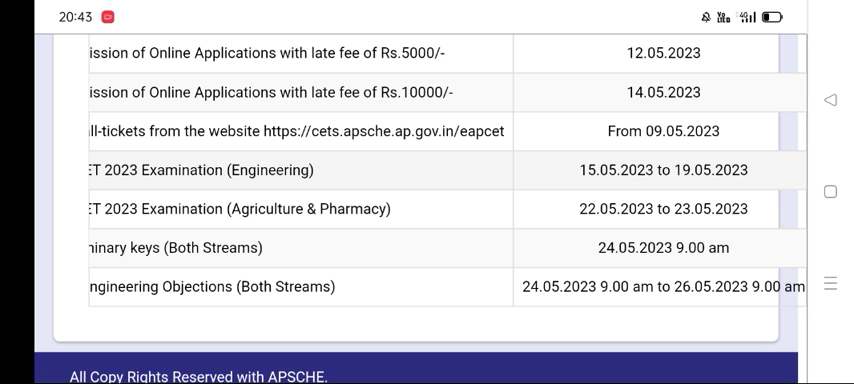 20:43
ission of Online Applications with late fee of Rs.5000/- 12.05.2023
ission of Online Applications with late fee of Rs.10000/- 14.05.2023
ll-tickets from the website https://cets.apsche.ap.gov.in/eapcet From 09.05.2023
ET 2023 Examination (Engineering) 15.05.2023 to 19.05.2023
ET 2023 Examination (Agriculture & Pharmacy) 22.05.2023 to 23.05.2023
inary keys (Both Streams) 24.05.2023 9.00 am
ngineering Objections (Both Streams) 24.05.2023 9.00 am to 26.05.2023 9.00 am
All Copy Rights Reserved with APSCHE.